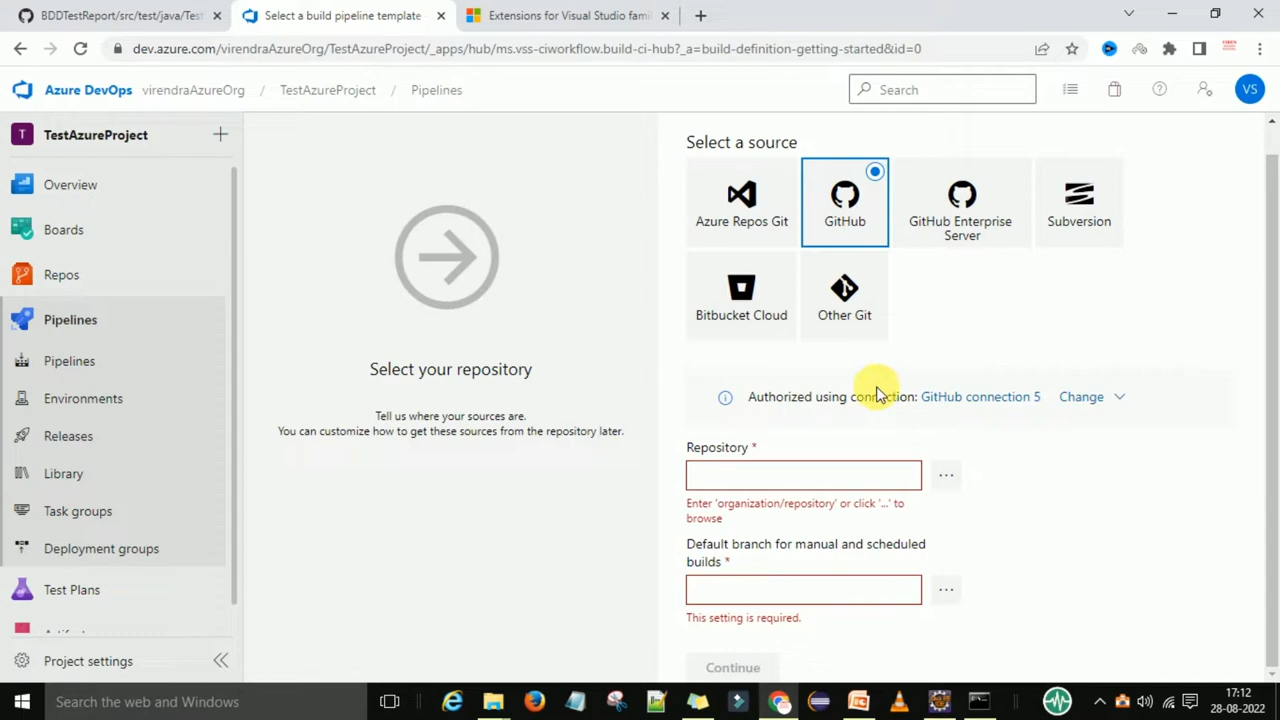 BDDTestReport/src/test/java/Test
Select a build pipeline template
Extensions for Visual Studio fami
dev.azure.com/virendraAzureOrg/TestAzureProject/_apps/hub/ms.vss-ciworkflow.build-ci-hub?_a=build-definition-getting-started&id=0
Azure DevOps
virendraAzureOrg
/
TestAzureProject
/
Pipelines
Search
VS
T
TestAzureProject
Overview
Boards
Repos
Pipelines
Pipelines
Environments
Releases
Library
Task groups
Deployment groups
Test Plans
Project settings
Select your repository
Tell us where your sources are.
You can customize how to get these sources from the repository later.
Select a source
Azure Repos Git
GitHub
GitHub Enterprise
Server
Subversion
Bitbucket Cloud
Other Git
Authorized using connection: GitHub connection 5
Change
Repository *
Enter 'organization/repository' or click '...' to
browse
Default branch for manual and scheduled
builds *
This setting is required.
Continue
Search the web and Windows
17:12
28-08-2022